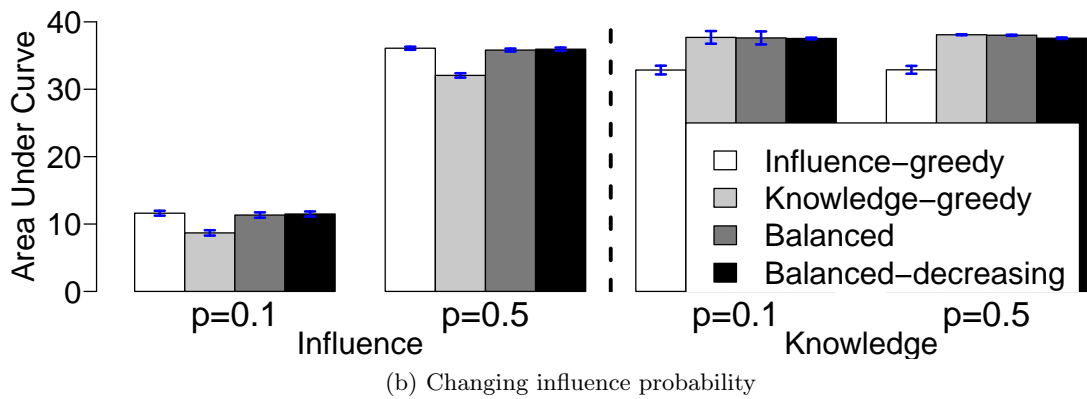 Area Under Curve
40
30
20
10
0
Influence−greedy
Knowledge−greedy
Balanced
Balanced−decreasing
p=0.1 p=0.5 p=0.1 p=0.5
Influence Knowledge
(b) Changing influence probability